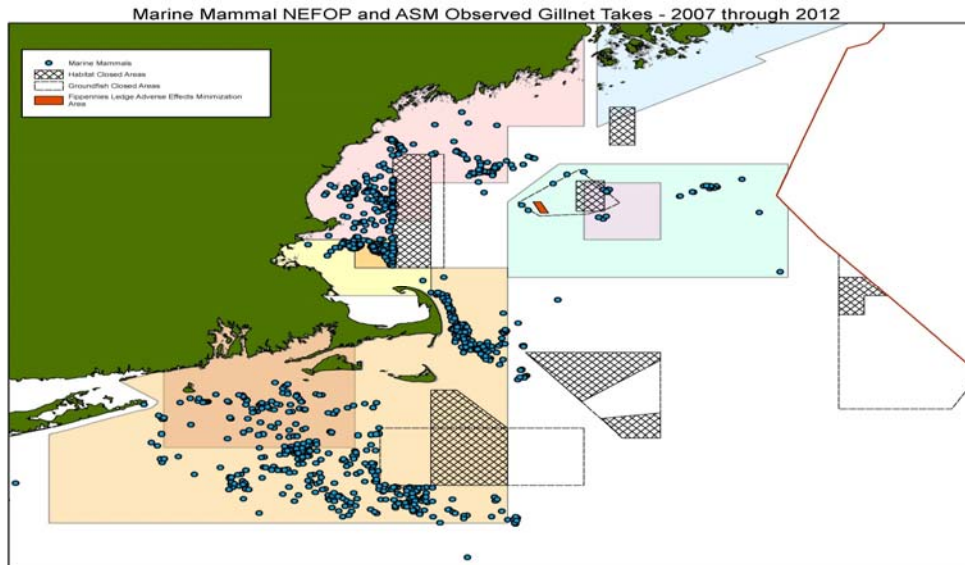 Marine Mammal NEFOP and ASM Observed Gillnet Takes - 2007 through 2012
Marine Mammals
Habitat Closed Areas
Groundfish Closed Areas
Fippennies Ledge Adverse Effects Minimization
Area